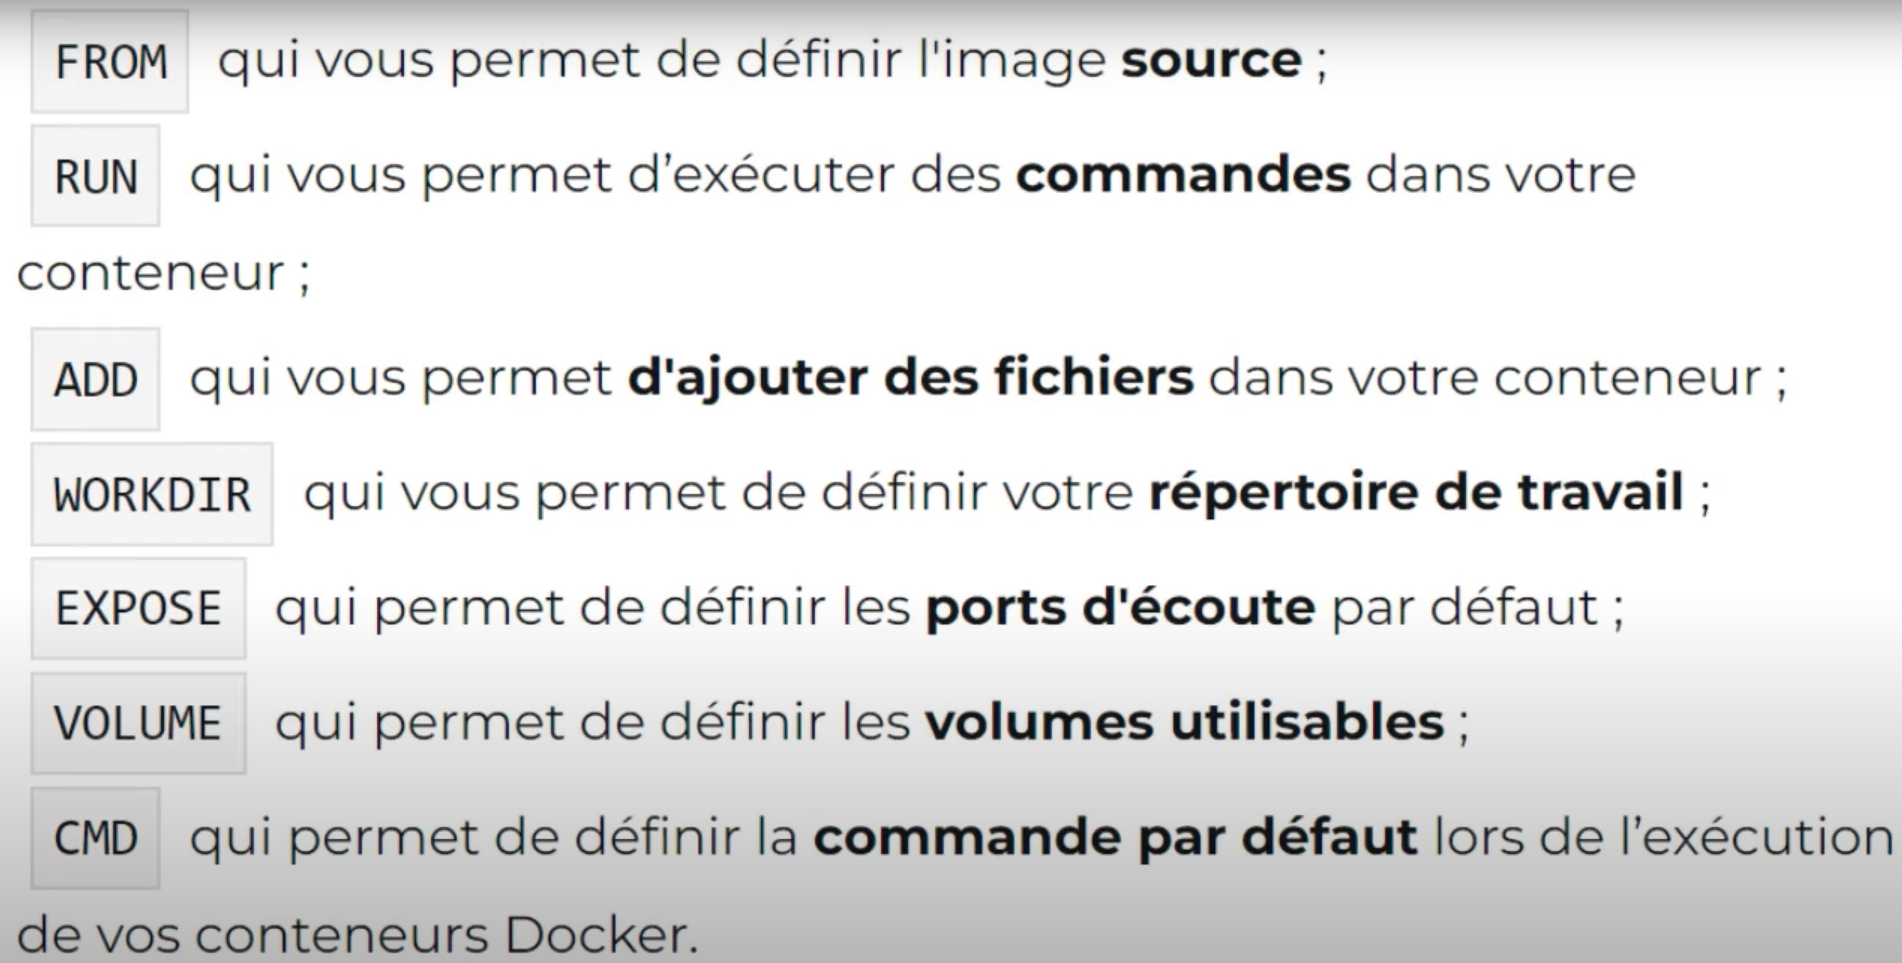 FROM qui vous permet de définir l'image source ;
RUN qui vous permet d’exécuter des commandes dans votre
conteneur ;
ADD qui vous permet d'ajouter des fichiers dans votre conteneur ;
WORKDIR qui vous permet de définir votre répertoire de travail ;
EXPOSE qui permet de définir les ports d'écoute par défaut ;
VOLUME qui permet de définir les volumes utilisables ;
CMD qui permet de définir la commande par défaut lors de l’exécution
de vos conteneurs Docker.